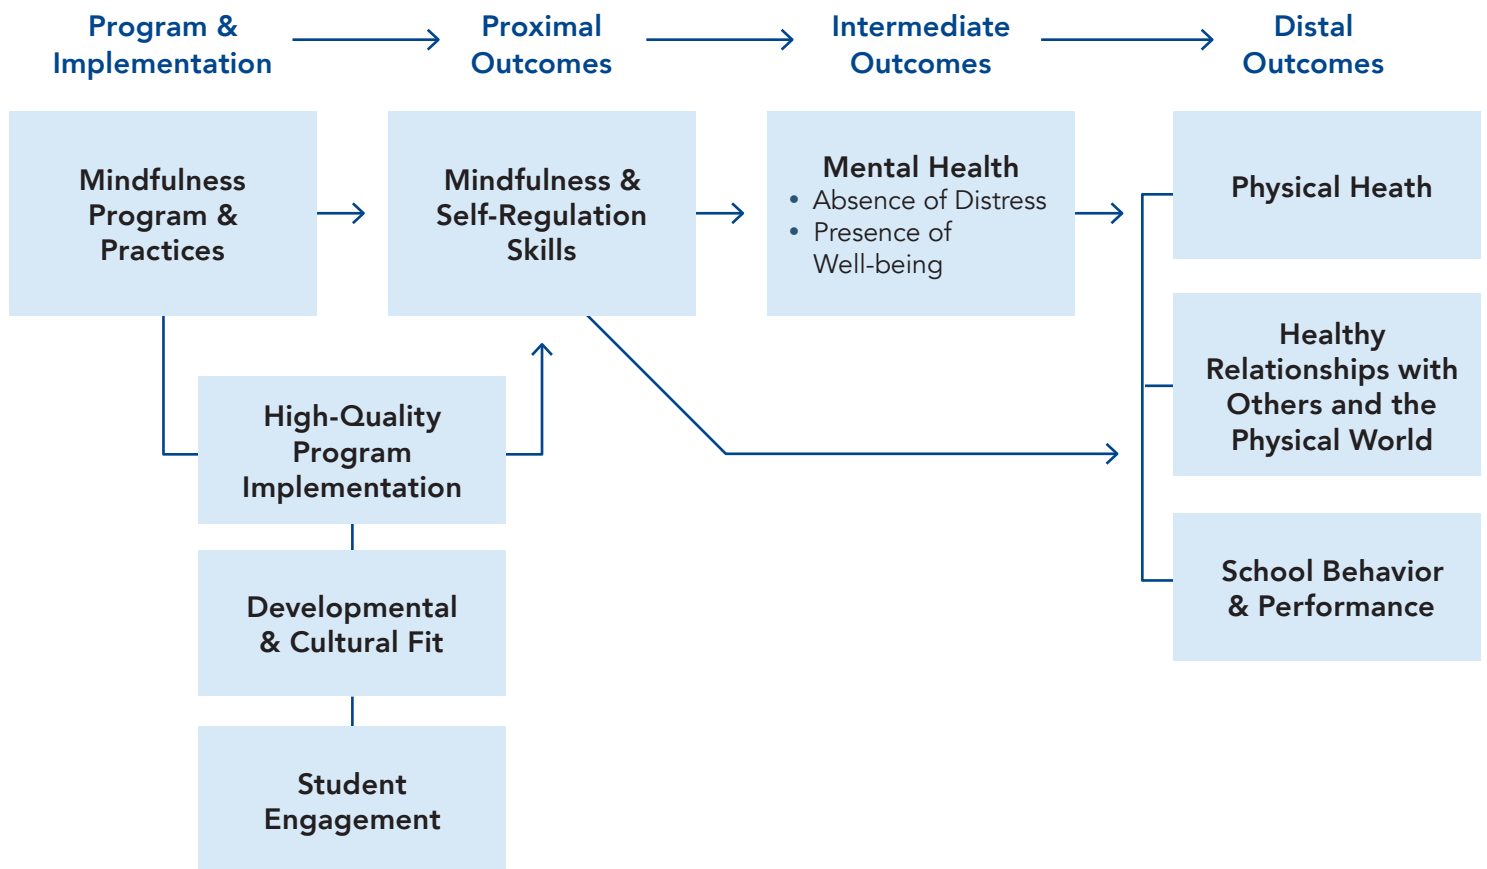 Program &
Implementation
Proximal
Outcomes
Intermediate
Outcomes
Distal
Outcomes
Mindfulness
Program &
Practices
Mindfulness &
Self-Regulation
Skills
Mental Health
• Absence of Distress
• Presence of
Well-being
Physical Heath
Healthy
Relationships with
Others and the
Physical World
High-Quality
Program
Implementation
School Behavior
& Performance
Developmental
& Cultural Fit
Student
Engagement